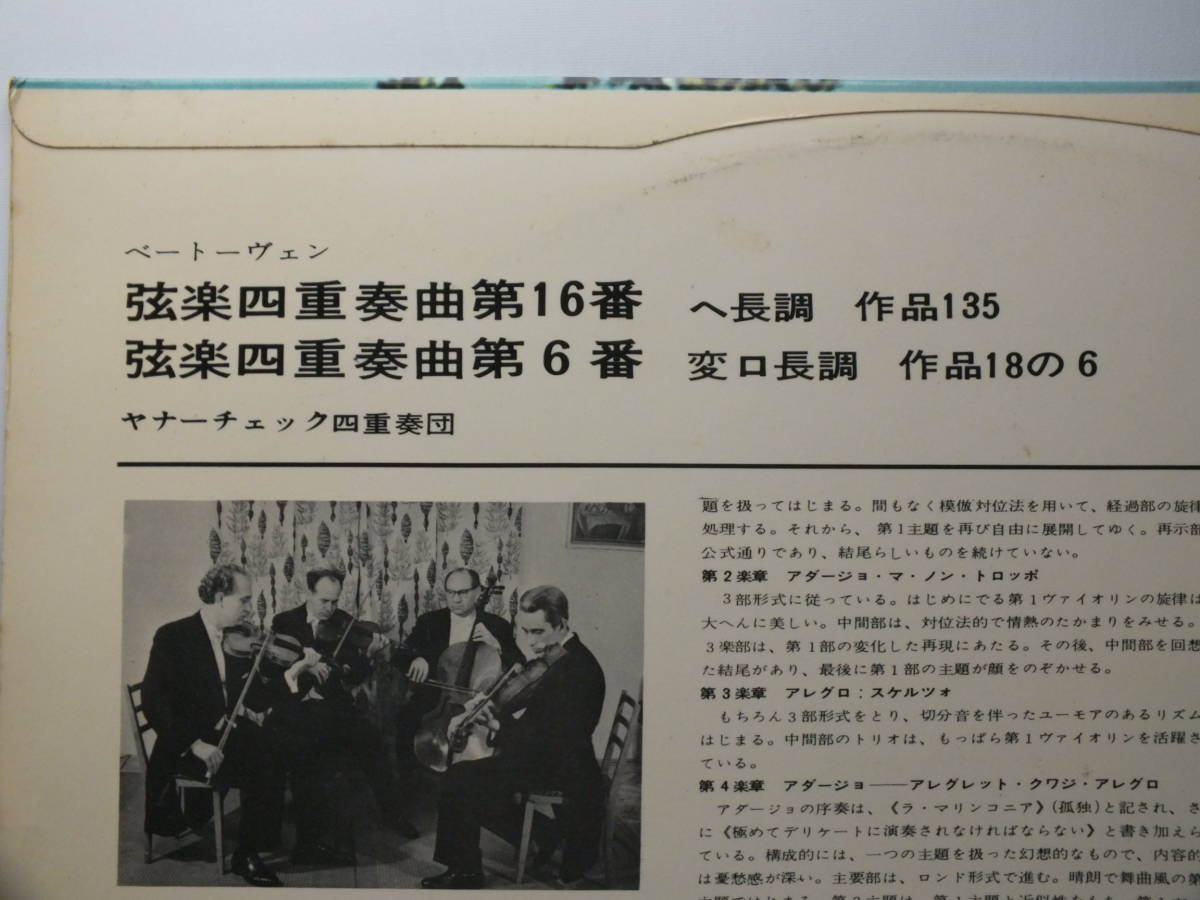 ベートーヴェン
弦楽四重奏曲第16番 ヘ長調 作品135
弦楽四重奏曲第6番 変ロ長調 作品18の6
ヤナーチェック四重奏団
題を扱ってはじまる。間もなく模倣対位法を用いて、経過部の旋律
処理する。それから、第1主題を再び自由に展開してゆく。再示部
公式通りであり、結尾らしいものを続けていない。
第2楽章 アダージョ・マ・ノン・トロッポ
3部形式に従っている。はじめにでる第1ヴァイオリンの旋律は
大へんに美しい。中間部は、対位法的で情熱のたかまりをみせる。
3楽部は、第1部の変化した再現にあたる。その後、中間部を回想
た結尾があり、最後に第1部の主題が顔をのぞかせる。
第3楽章 アレグロ：スケルツォ
もちろん3部形式をとり、切分音を伴ったユーモアのあるリズム
はじまる。中間部のトリオは、もっぱら第1ヴァイオリンを活躍さ
ている。
第4楽章 アダージョ――アレグレット・クワジ・アレグロ
アダージョの序奏は、《ラ・マリンコニア》(孤独)と記され、さ
に《極めてデリケートに演奏されなければならない》と書き加えら
ている。構成的には、一つの主題を扱った幻想的なもので、内容的
は憂愁感が深い。主要部は、ロンド形式で進む。晴朗で舞曲風の第